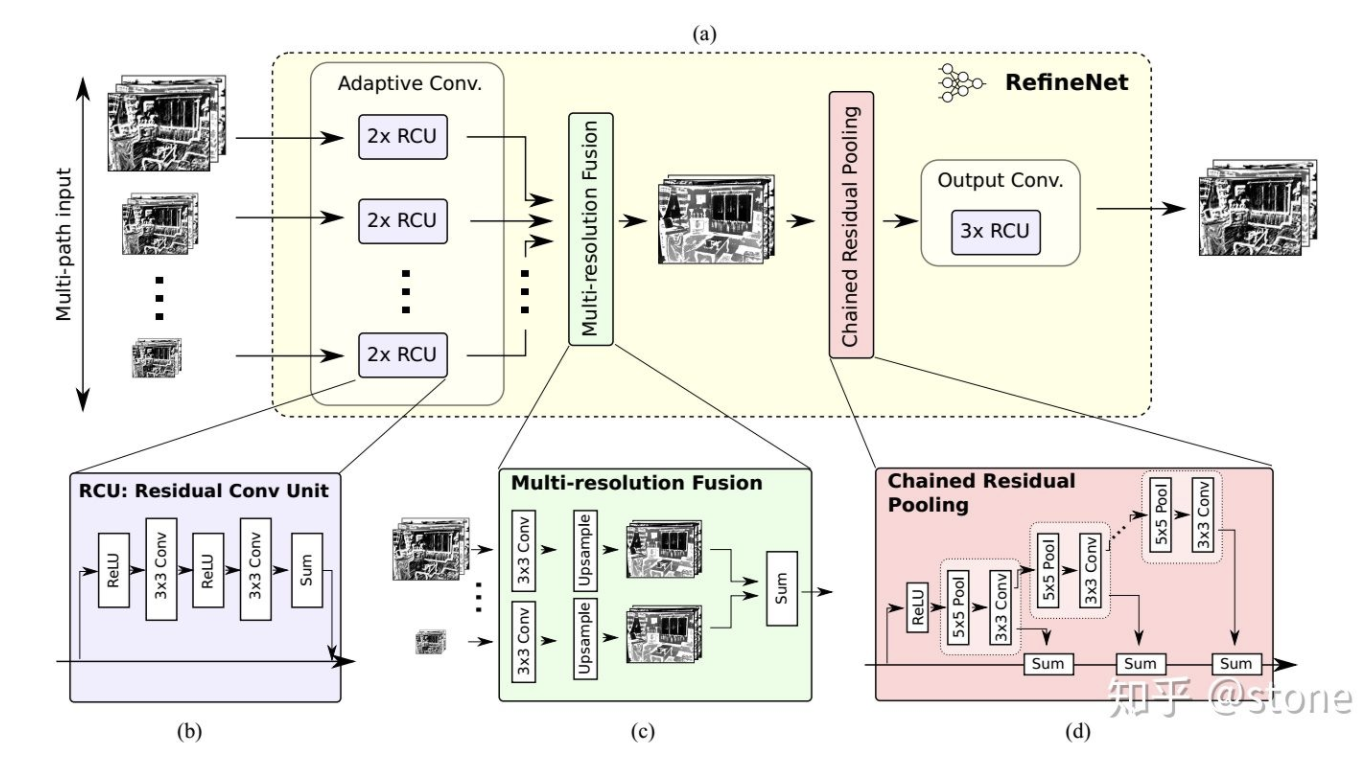 (a)
Multi-path input
Adaptive Conv.
2x RCU
2x RCU
2x RCU
Multi-resolution Fusion
Chained Residual Pooling
RefineNet
Output Conv.
3x RCU
RCU: Residual Conv Unit
ReLU
3x3 Conv
ReLU
3x3 Conv
Sum
(b)
Multi-resolution Fusion
3x3 Conv
Upsample
3x3 Conv
Upsample
Sum
(c)
Chained Residual
Pooling
ReLU
5x5 Pool
3x3 Conv
5x5 Pool
3x3 Conv
5x5 Pool
3x3 Conv
Sum
Sum
Sum
(d)
知乎 @stone